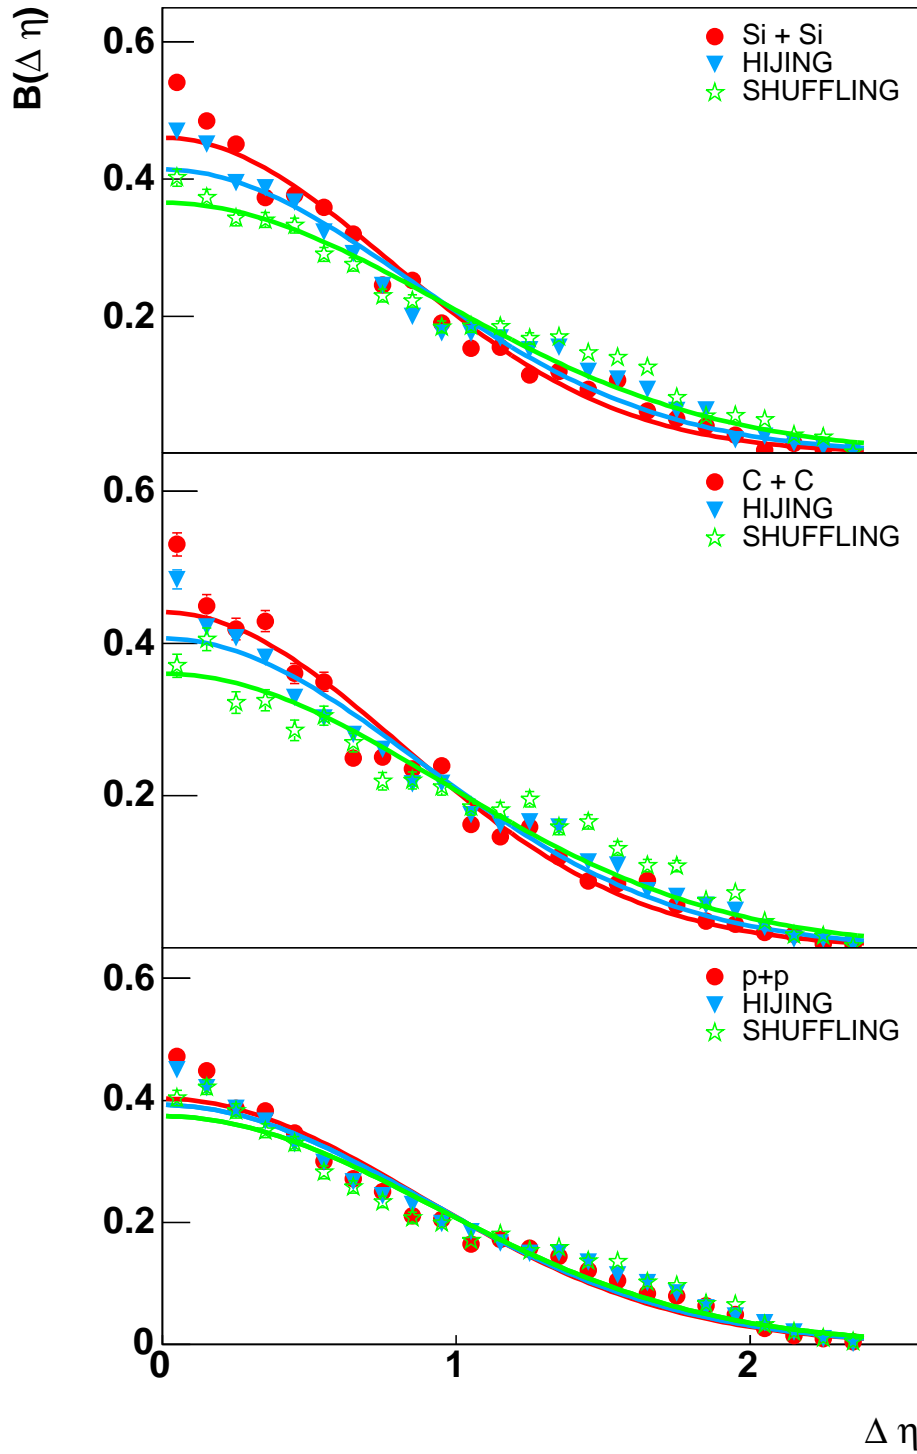 B(Δ η)
0.6
0.4
0.2
Si + Si
HIJING
SHUFFLING
0.6
0.4
0.2
C + C
HIJING
SHUFFLING
0.6
0.4
0.2
0
p+p
HIJING
SHUFFLING
0 1 2
Δ η